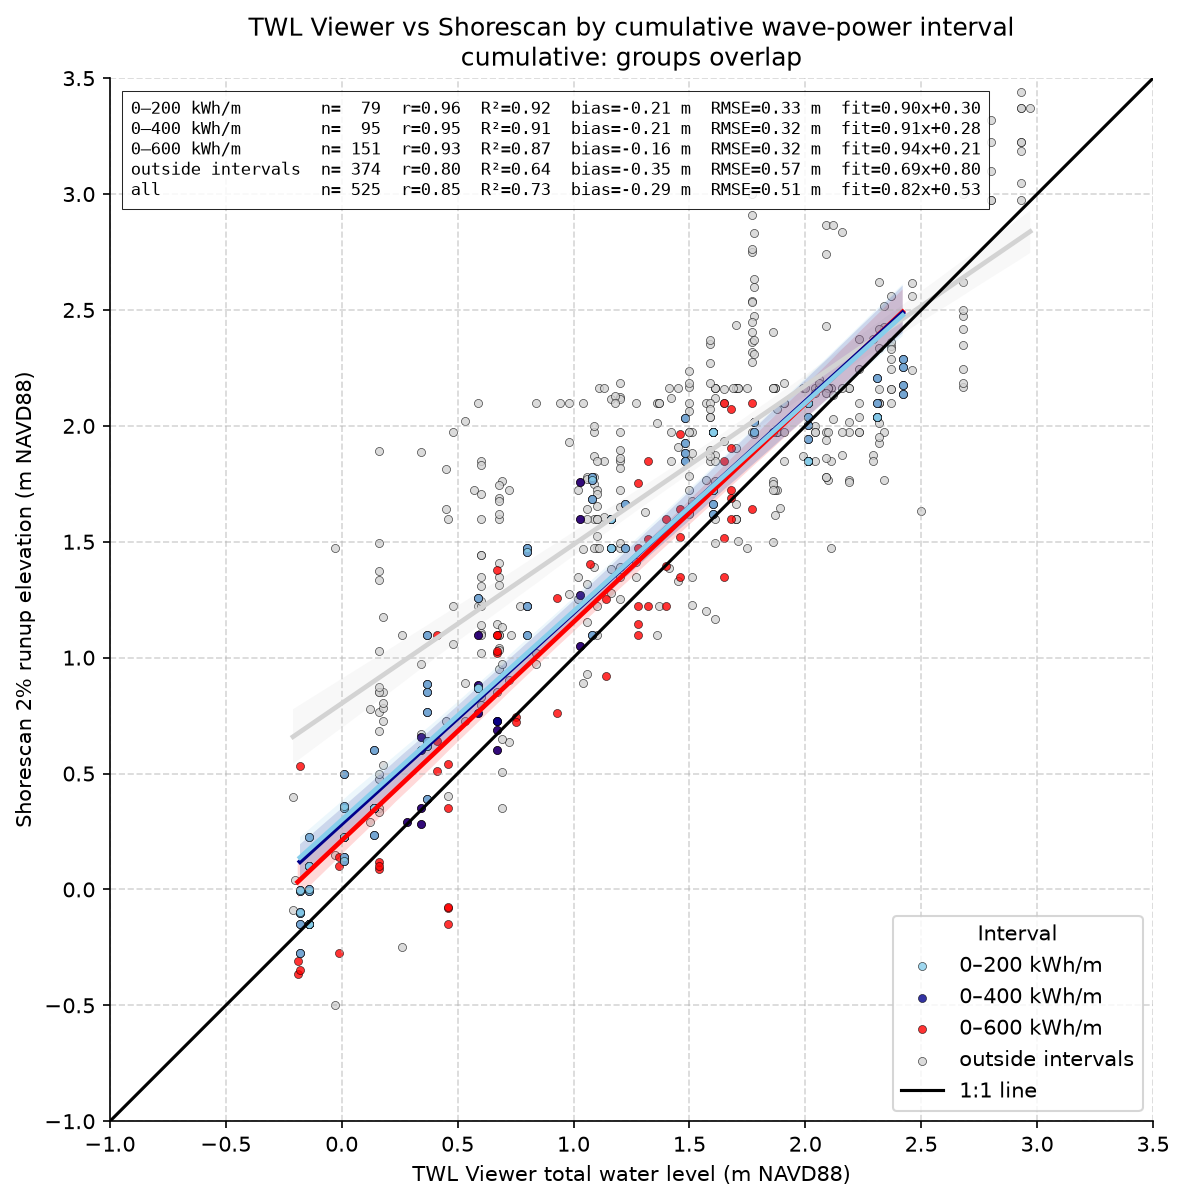 TWL Viewer vs Shorescan by cumulative wave-power interval
cumulative: groups overlap
0–200 kWh/m n= 79 r=0.96 R²=0.92 bias=-0.21 m RMSE=0.33 m fit=0.90x+0.30
0–400 kWh/m n= 95 r=0.95 R²=0.91 bias=-0.21 m RMSE=0.32 m fit=0.91x+0.28
0–600 kWh/m n= 151 r=0.93 R²=0.87 bias=-0.16 m RMSE=0.32 m fit=0.94x+0.21
outside intervals n= 374 r=0.80 R²=0.64 bias=-0.35 m RMSE=0.57 m fit=0.69x+0.80
all n= 525 r=0.85 R²=0.73 bias=-0.29 m RMSE=0.51 m fit=0.82x+0.53
3.5
3.0
2.5
2.0
1.5
1.0
0.5
0.0
−0.5
−1.0
Shorescan 2% runup elevation (m NAVD88)
Interval
0–200 kWh/m
0–400 kWh/m
0–600 kWh/m
outside intervals
1:1 line
−1.0 −0.5 0.0 0.5 1.0 1.5 2.0 2.5 3.0 3.5
TWL Viewer total water level (m NAVD88)